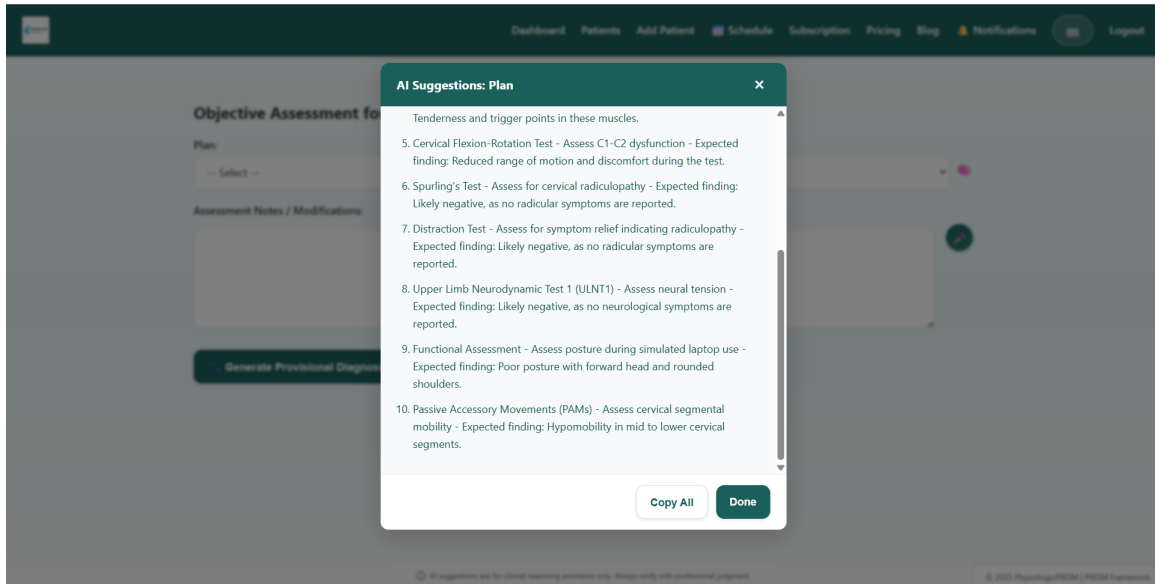 Dashboard Patients Add Patient Schedule Subscription Pricing Blog Notifications Logout
AI Suggestions: Plan ×
Objective Assessment fo
Plan:
-- Select --
Assessment Notes / Modifications:
Generate Provisional Diagnos
Tenderness and trigger points in these muscles.
5. Cervical Flexion-Rotation Test - Assess C1-C2 dysfunction - Expected
finding: Reduced range of motion and discomfort during the test.
6. Spurling's Test - Assess for cervical radiculopathy - Expected finding:
Likely negative, as no radicular symptoms are reported.
7. Distraction Test - Assess for symptom relief indicating radiculopathy -
Expected finding: Likely negative, as no radicular symptoms are
reported.
8. Upper Limb Neurodynamic Test 1 (ULNT1) - Assess neural tension -
Expected finding: Likely negative, as no neurological symptoms are
reported.
9. Functional Assessment - Assess posture during simulated laptop use -
Expected finding: Poor posture with forward head and rounded
shoulders.
10. Passive Accessory Movements (PAMs) - Assess cervical segmental
mobility - Expected finding: Hypomobility in mid to lower cervical
segments.
Copy All Done
AI suggestions are for clinical reasoning assistance only. Always verify with professional judgment.
© 2025 PhysiologicPRISM | PRISM Framework